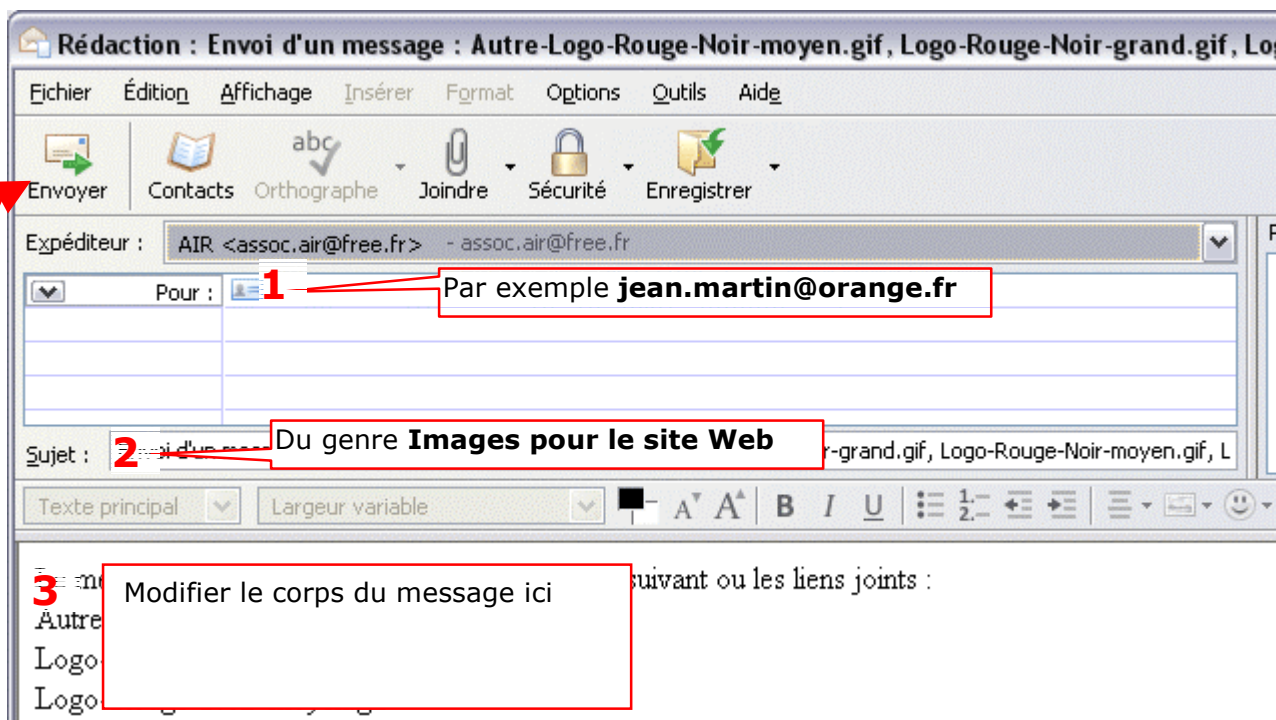 Rédaction : Envoi d'un message : Autre-Logo-Rouge-Noir-moyen.gif, Logo-Rouge-Noir-grand.gif,
Fichier Édition Affichage Insérer Format Options Outils Aide
Envoyer Contacts Orthographe Joindre Sécurité Enregistrer
Expéditeur : AIR <assoc.air@free.fr> - assoc.air@free.fr
Pour : 1 Par exemple jean.martin@orange.fr
Sujet : 2 d'un Du genre Images pour le site Web -grand.gif, Logo-Rouge-Noir-moyen.gif, L
Texte principal Largeur variable
3 Modifier le corps du message ici suivant ou les liens joints :
Autre
Logo
Logo